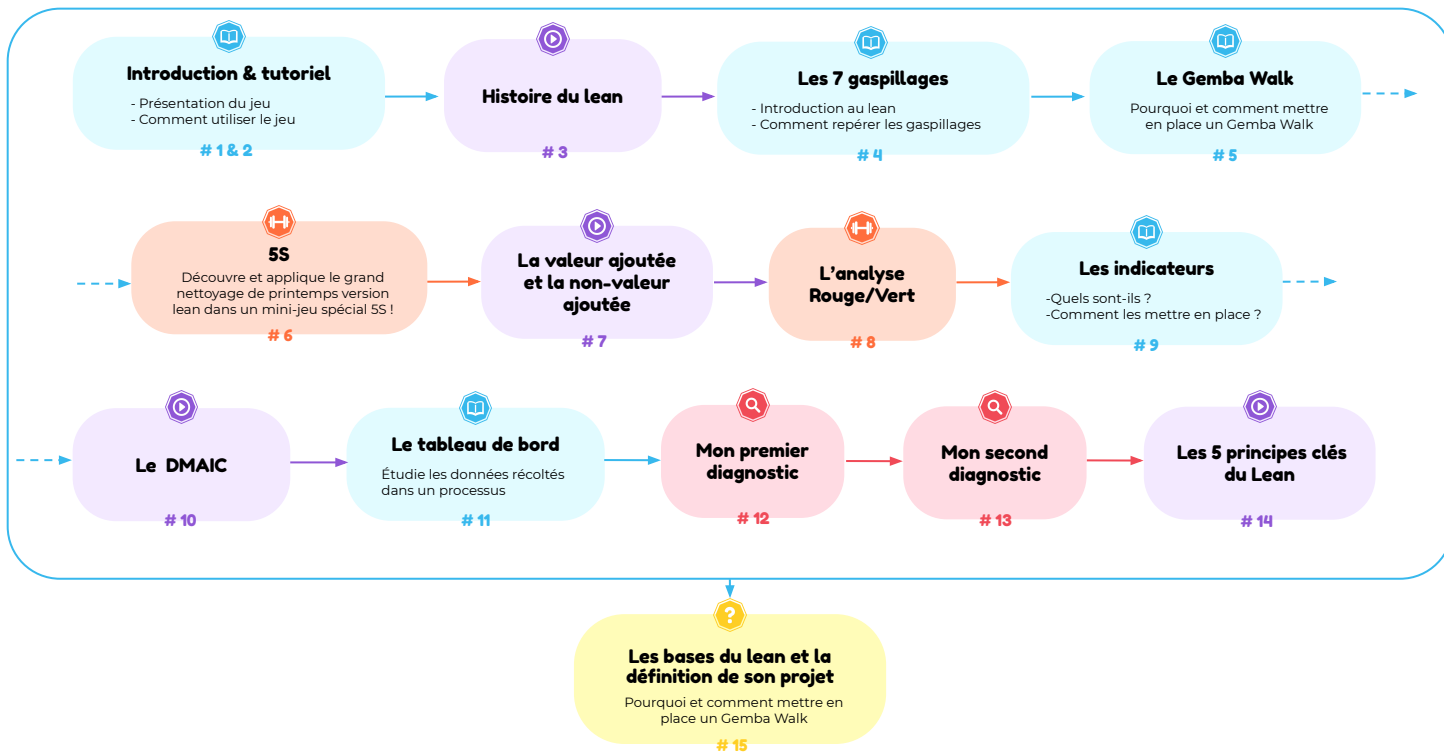 Introduction & tutoriel
- Présentation du jeu
- Comment utiliser le jeu
# 1 & 2
Histoire du lean
# 3
Les 7 gaspillages
- Introduction au lean
- Comment repérer les gaspillages
# 4
Le Gemba Walk
Pourquoi et comment mettre
en place un Gemba Walk
# 5
5S
Découvre et applique le grand
nettoyage de printemps version
lean dans un mini-jeu spécial 5S !
# 6
La valeur ajoutée
et la non-valeur
ajoutée
# 7
L'analyse
Rouge/Vert
# 8
Les indicateurs
-Quels sont-ils ?
-Comment les mettre en place ?
# 9
Le DMAIC
# 10
Le tableau de bord
Étudie les données récoltés
dans un processus
# 11
Mon premier
diagnostic
# 12
Mon second
diagnostic
# 13
Les 5 principes clés
du Lean
# 14
?
Les bases du lean et la
définition de son projet
Pourquoi et comment mettre en
place un Gemba Walk
# 15